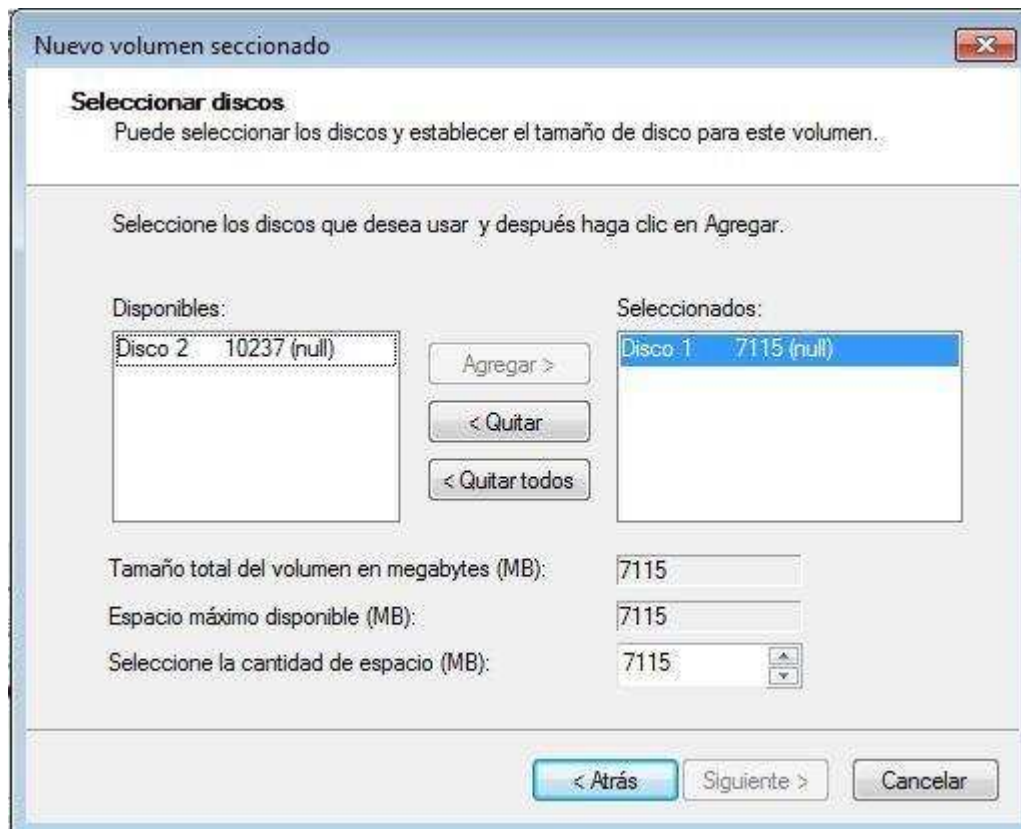 Nuevo volumen seccionado
Seleccionar discos
Puede seleccionar los discos y establecer el tamaño de disco para este volumen.
Seleccione los discos que desea usar y después haga clic en Agregar.
Disponibles:
Seleccionados:
Disco 2 10237 (null)
Agregar >
Disco 1 7115 (null)
< Quitar
< Quitar todos
Tamaño total del volumen en megabytes (MB): 7115
Espacio máximo disponible (MB): 7115
Seleccione la cantidad de espacio (MB): 7115
< Atrás Siguiente > Cancelar